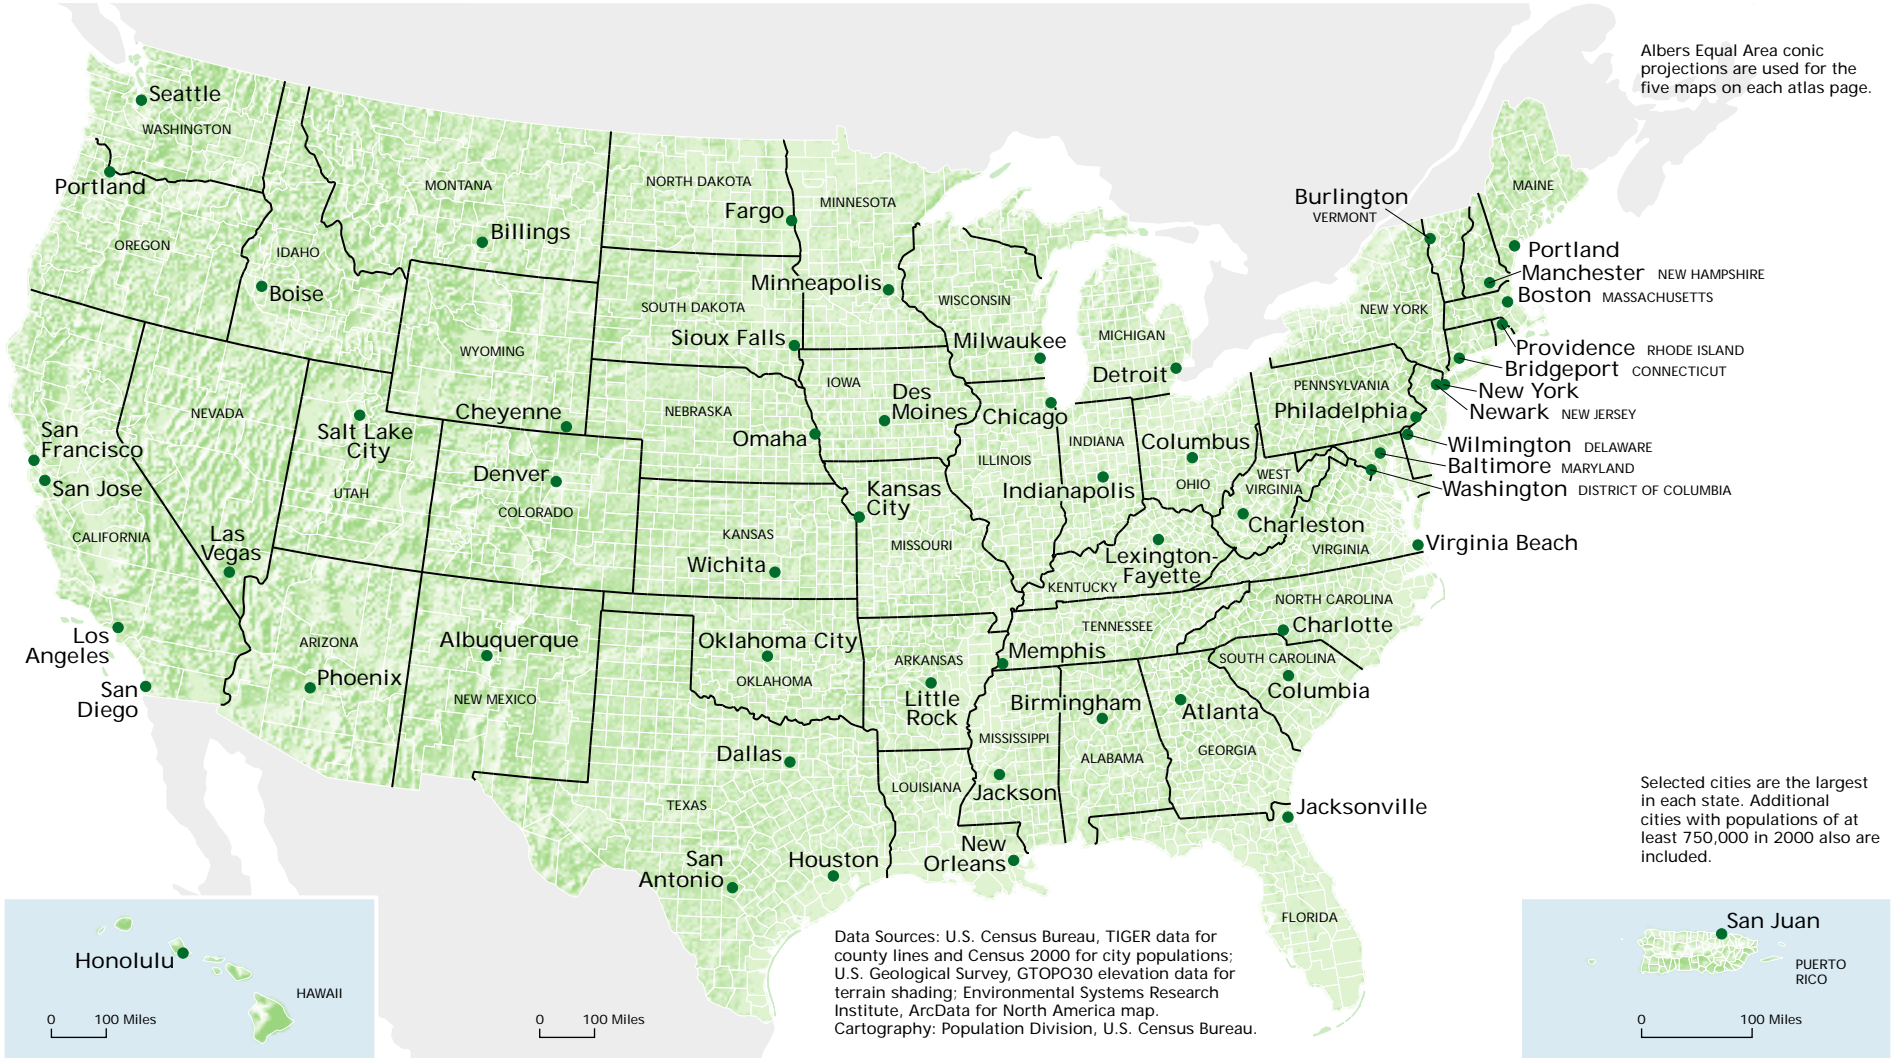 Albers Equal Area conic
projections are used for the
five maps on each atlas page.
Seattle
WASHINGTON
Portland
OREGON
IDAHO
Boise
MONTANA
Billings
NORTH DAKOTA
Fargo
MINNESOTA
Minneapolis
SOUTH DAKOTA
Sioux Falls
WYOMING
Cheyenne
WISCONSIN
Milwaukee
MICHIGAN
Detroit
Burlington
VERMONT
MAINE
Portland
Manchester NEW HAMPSHIRE
Boston MASSACHUSETTS
NEW YORK
Providence RHODE ISLAND
Bridgeport CONNECTICUT
New York
Newark NEW JERSEY
PENNSYLVANIA
Philadelphia
Wilmington DELAWARE
Baltimore MARYLAND
Washington DISTRICT OF COLUMBIA
San
Francisco
San Jose
CALIFORNIA
NEVADA
Las
Vegas
Salt Lake
City
UTAH
Denver
COLORADO
NEBRASKA
Omaha
IOWA
Des
Moines
Chicago
ILLINOIS
INDIANA
Indianapolis
Columbus
OHIO
WEST
VIRGINIA
Charleston
VIRGINIA
Virginia Beach
KANSAS
Wichita
Kansas
City
MISSOURI
Lexington-
Fayette
KENTUCKY
Los
Angeles
San
Diego
ARIZONA
Phoenix
Albuquerque
NEW MEXICO
Oklahoma City
OKLAHOMA
ARKANSAS
Little
Rock
TENNESSEE
Memphis
NORTH CAROLINA
Charlotte
SOUTH CAROLINA
Columbia
Birmingham
ALABAMA
Atlanta
GEORGIA
MISSISSIPPI
Jackson
LOUISIANA
New
Orleans
Dallas
TEXAS
San
Antonio
Houston
Jacksonville
FLORIDA
Selected cities are the largest
in each state. Additional
cities with populations of at
least 750,000 in 2000 also are
included.
Honolulu
HAWAII
0 100 Miles
0 100 Miles
Data Sources: U.S. Census Bureau, TIGER data for
county lines and Census 2000 for city populations;
U.S. Geological Survey, GTOPO30 elevation data for
terrain shading; Environmental Systems Research
Institute, ArcData for North America map.
Cartography: Population Division, U.S. Census Bureau.
San Juan
PUERTO
RICO
0 100 Miles